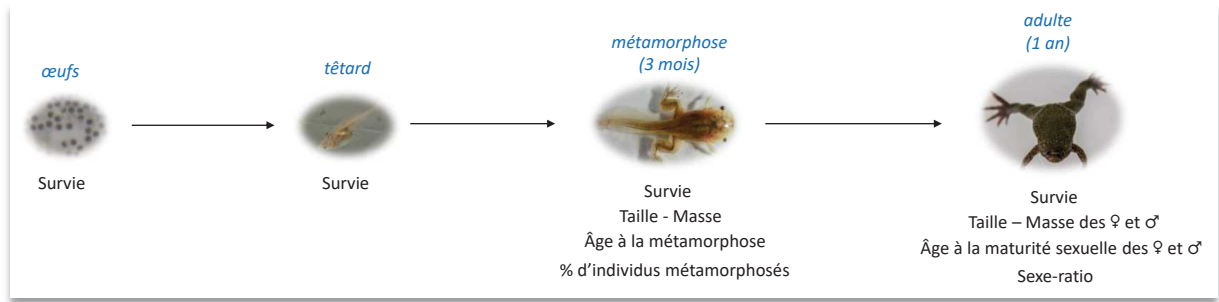 œufs
Survie
têtard
Survie
métamorphose
(3 mois)
Survie
Taille - Masse
Âge à la métamorphose
% d'individus métamorphosés
adulte
(1 an)
Survie
Taille – Masse des ♀ et ♂
Âge à la maturité sexuelle des ♀ et ♂
Sexe-ratio